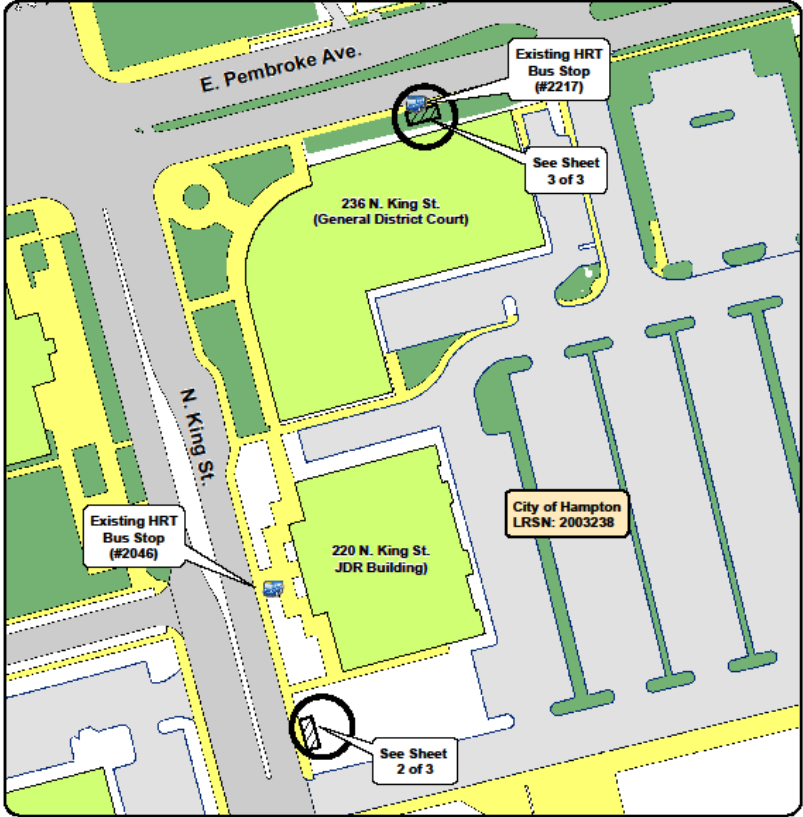 E. Pembroke Ave.
Existing HRT
Bus Stop
(#2217)
See Sheet
3 of 3
236 N. King St.
(General District Court)
N. King St.
City of Hampton
LRSN: 2003238
Existing HRT
Bus Stop
(#2046)
220 N. King St.
JDR Building)
See Sheet
2 of 3